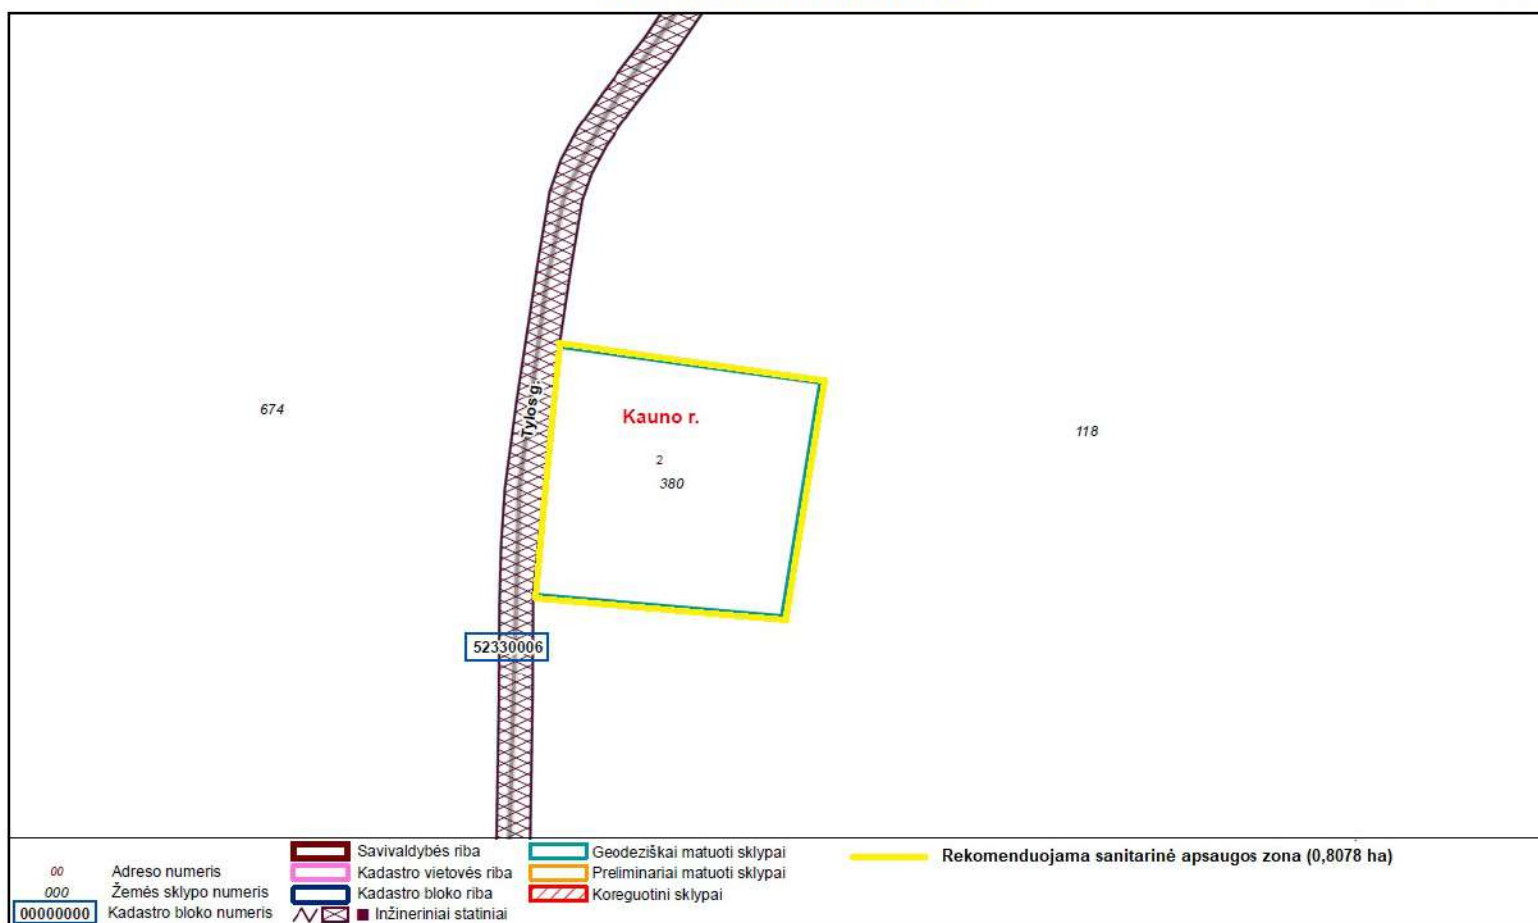 Tylos g.
674
Kauno r.
118
2
380
52330006
00 Adreso numeris
000 Žemės sklypo numeris
00000000 Kadastro bloko numeris
Savivaldybės riba
Kadastro vietovės riba
Kadastro bloko riba
Inžineriniai statiniai
Geodeziškai matuoti sklypai
Preliminariai matuoti sklypai
Koreguotini sklypai
Rekomenduojama sanitarinė apsaugos zona (0,8078 ha)